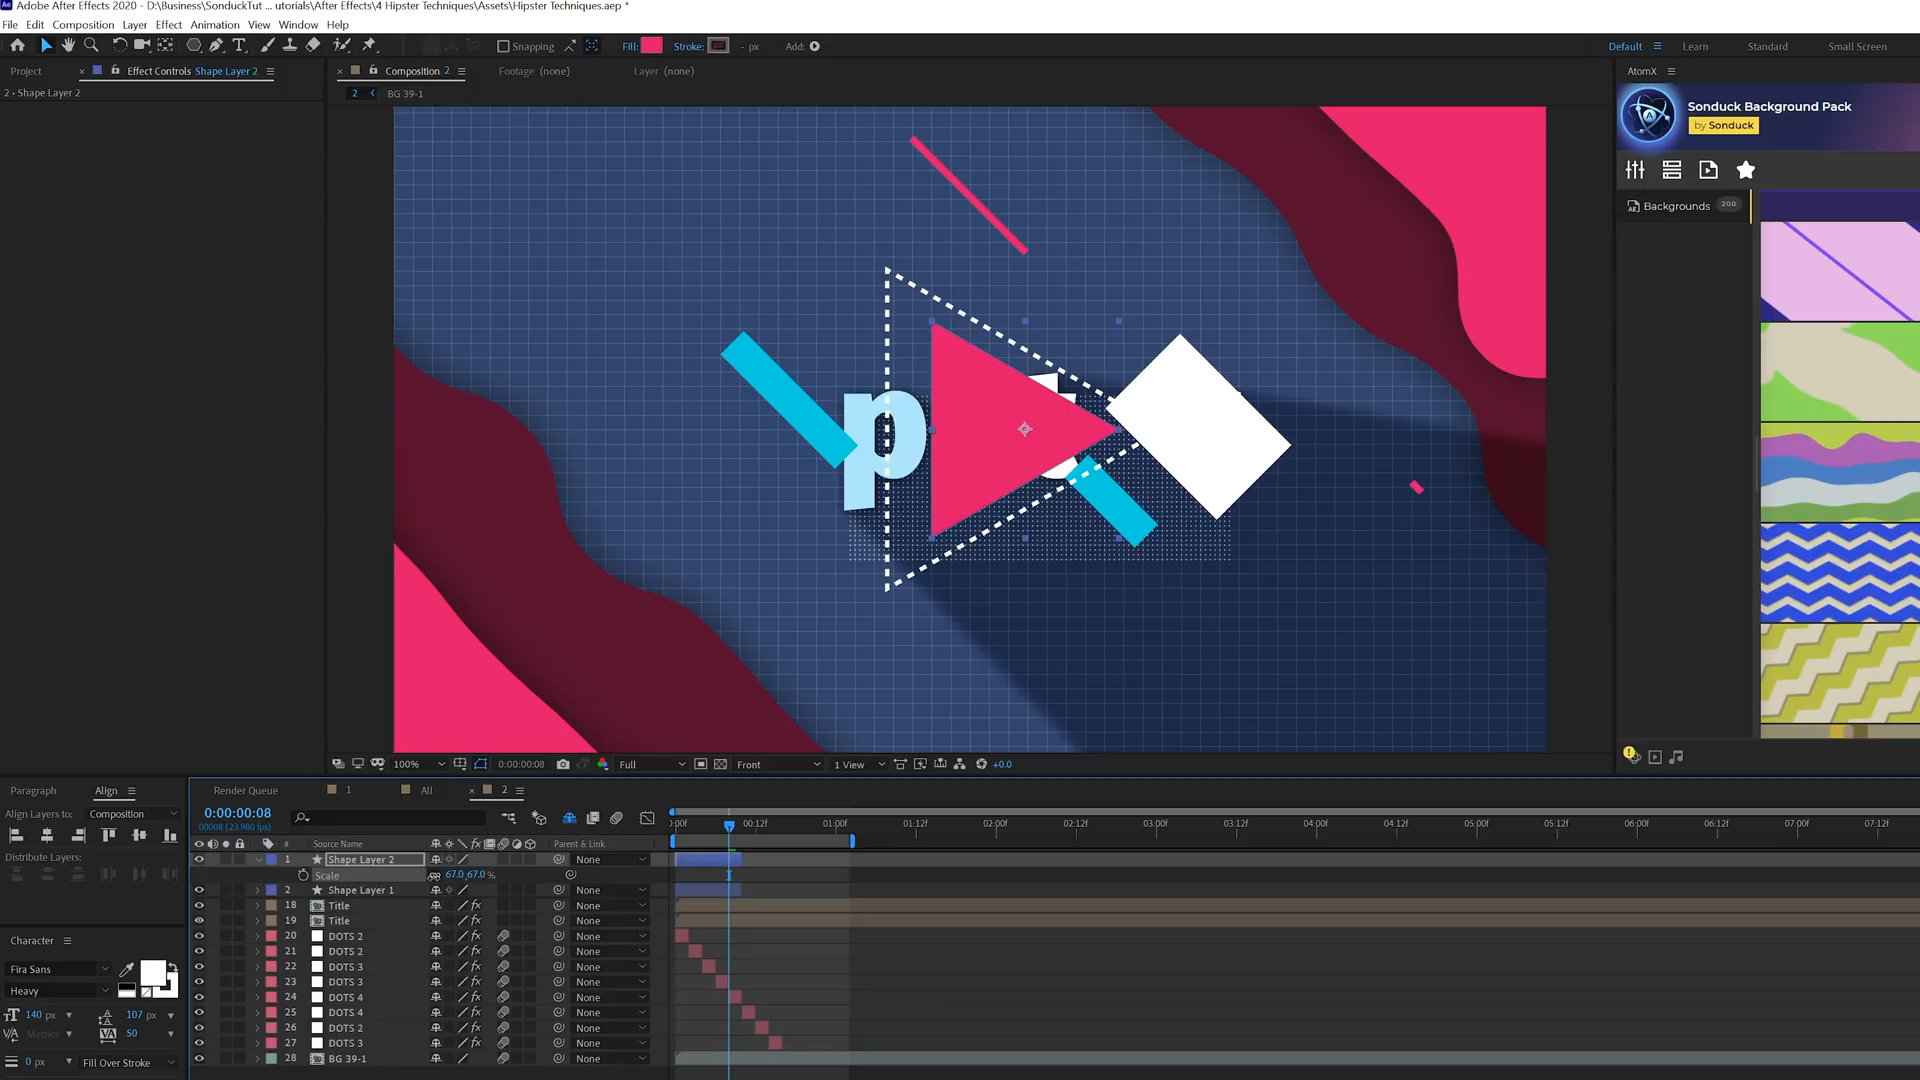 Adobe After Effects 2020 - D:\Business\SonduckTut ... utorials\After Effects\4 Hipster Techniques\Assets\Hipster Techniques.aep *
File Edit Composition Layer Effect Animation View Window Help
Snapping Fill: Stroke: - px Add: Default Learn Standard Small Screen
Project Effect Controls Shape Layer 2 Composition 2 Footage (none) Layer (none) AtomX
2 • Shape Layer 2
2 BG 39-1
Sonduck Background Pack
by Sonduck
Backgrounds 200
p
100% 0:00:00:08 Full Front 1 View +0.0
Paragraph Align Render Queue 1 All 2
Align Layers to: Composition
0:00:00:08
00008 (23.980 fps)
0:00f 00:12f 01:00f 01:12f 02:00f 02:12f 03:00f 03:12f 04:00f 04:12f 05:00f 05:12f 06:00f 06:12f 07:00f 07:12f
# Source Name Parent & Link
Distribute Layers:
1 Shape Layer 2 None
Scale 67.0,67.0 %
2 Shape Layer 1 None
18 Title fx None
19 Title fx None
20 DOTS 2 fx None
21 DOTS 2 fx None
22 DOTS 3 fx None
23 DOTS 3 fx None
24 DOTS 4 fx None
25 DOTS 4 fx None
26 DOTS 2 fx None
27 DOTS 3 fx None
28 BG 39-1 None
Character
Fira Sans
Heavy
140 px 107 px
Metrics 50
0 px Fill Over Stroke